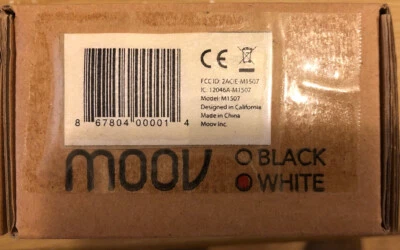 CE
FCC ID: 2ACIE-M1507
IC: 12046A-M1507
Model: M1507
Designed in California
Made in China
Moov Inc.
8 67804 00001 4
moov
BLACK
WHITE